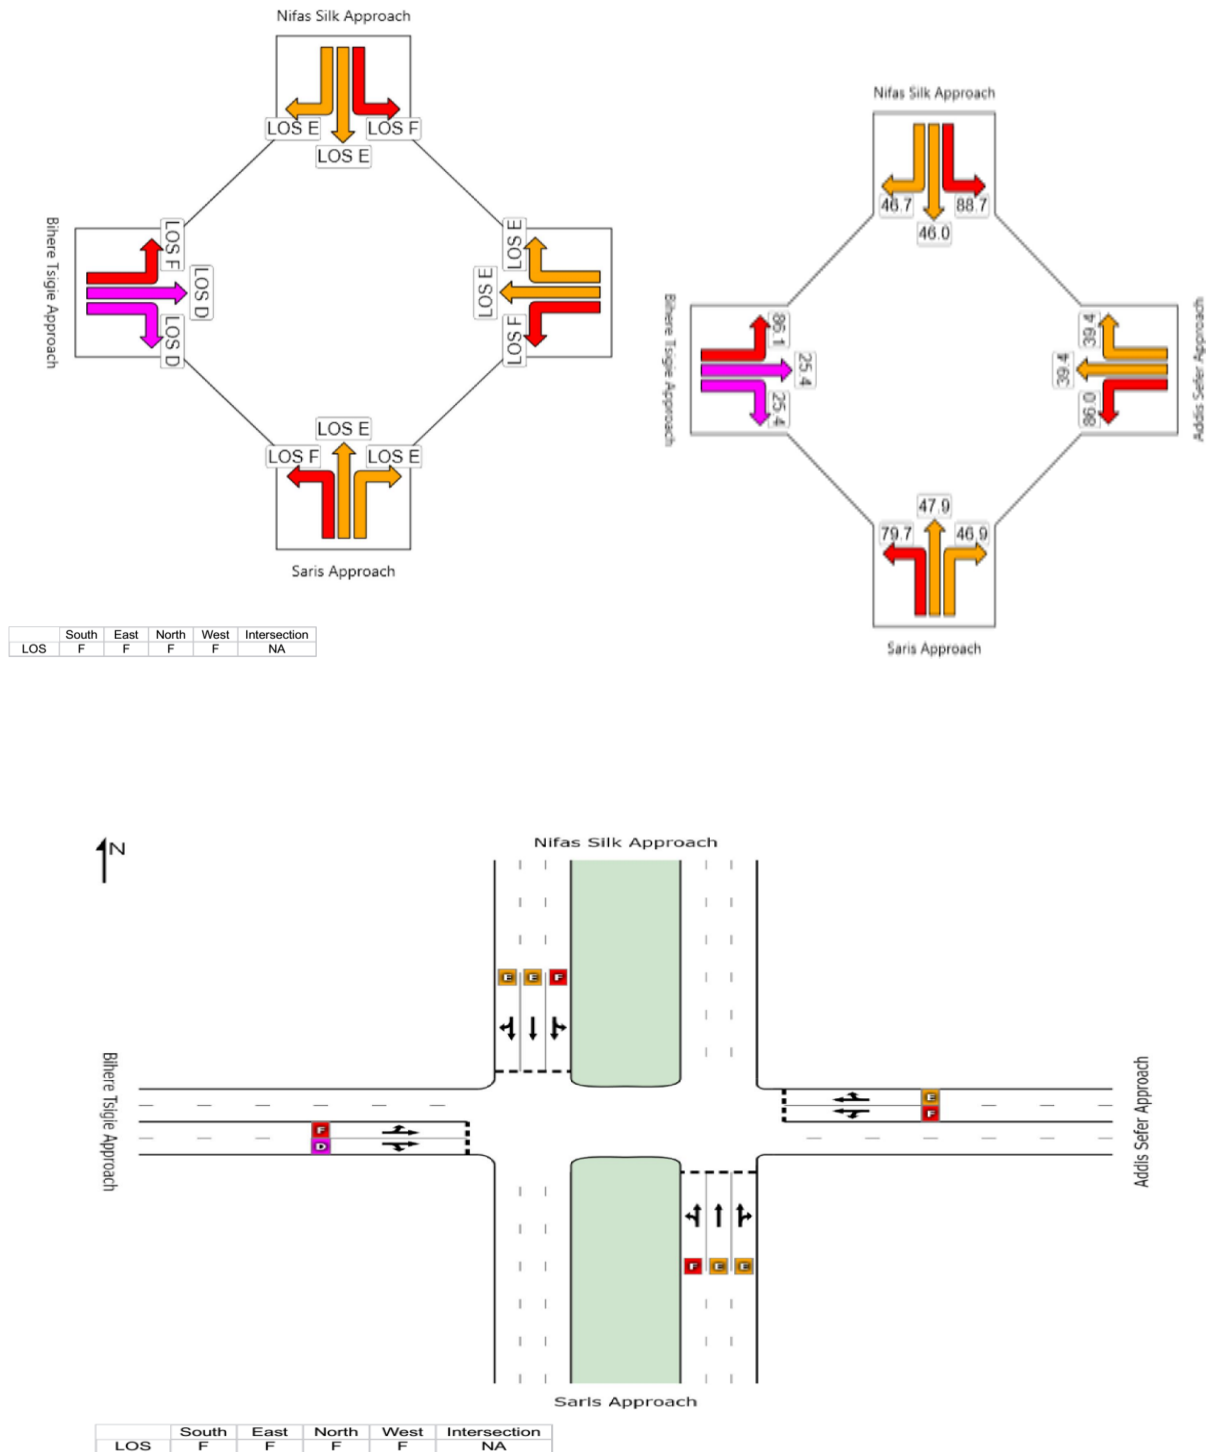 Nifas Silk Approach
LOS E
LOS F
LOS E
Bihere Tsigie Approach
LOS F
LOS D
LOS D
LOS E
LOS E
LOS F
LOS E
LOS F
LOS E
Saris Approach
South East North West Intersection
LOS F F F F NA
Nifas Silk Approach
46.7
88.7
46.0
Bihere Tsigie Approach
86.1
25.4
25.4
39.4
39.4
86.0
Addis Sefer Approach
47.9
79.7
46.9
Saris Approach
N
Nifas Silk Approach
E E F
Bihere Tsigie Approach
F
D
E
F
Addis Sefer Approach
F E E
Saris Approach
South East North West Intersection
LOS F F F F NA